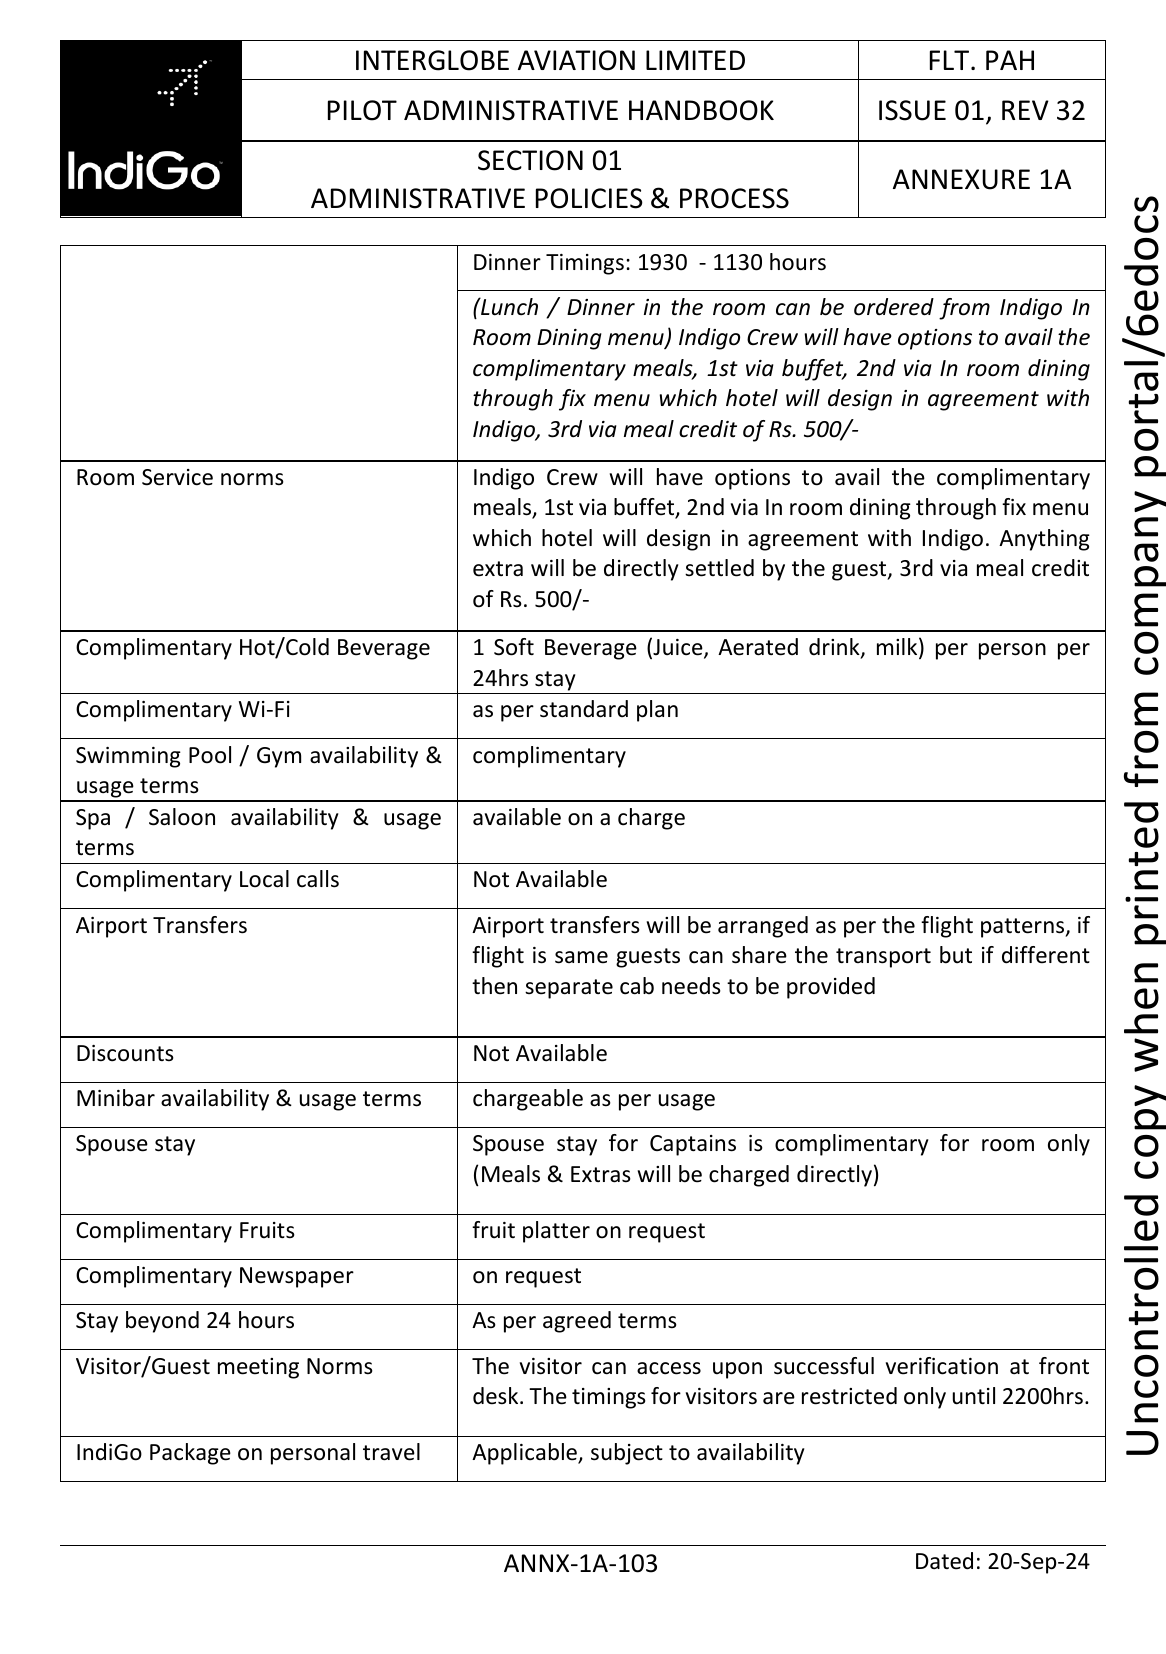 IndiGo
INTERGLOBE AVIATION LIMITED
FLT. PAH
PILOT ADMINISTRATIVE HANDBOOK
ISSUE 01, REV 32
SECTION 01
ADMINISTRATIVE POLICIES & PROCESS
ANNEXURE 1A
Dinner Timings: 1930 - 1130 hours
(Lunch / Dinner in the room can be ordered from Indigo In
Room Dining menu) Indigo Crew will have options to avail the
complimentary meals, 1st via buffet, 2nd via In room dining
through fix menu which hotel will design in agreement with
Indigo, 3rd via meal credit of Rs. 500/-
Room Service norms
Indigo Crew will have options to avail the complimentary
meals, 1st via buffet, 2nd via In room dining through fix menu
which hotel will design in agreement with Indigo. Anything
extra will be directly settled by the guest, 3rd via meal credit
of Rs. 500/-
Complimentary Hot/Cold Beverage
1 Soft Beverage (Juice, Aerated drink, milk) per person per
24hrs stay
Complimentary Wi-Fi
as per standard plan
Swimming Pool / Gym availability &
usage terms
complimentary
Spa / Saloon availability & usage
terms
available on a charge
Complimentary Local calls
Not Available
Airport Transfers
Airport transfers will be arranged as per the flight patterns, if
flight is same guests can share the transport but if different
then separate cab needs to be provided
Discounts
Not Available
Minibar availability & usage terms
chargeable as per usage
Spouse stay
Spouse stay for Captains is complimentary for room only
(Meals & Extras will be charged directly)
Complimentary Fruits
fruit platter on request
Complimentary Newspaper
on request
Stay beyond 24 hours
As per agreed terms
Visitor/Guest meeting Norms
The visitor can access upon successful verification at front
desk. The timings for visitors are restricted only until 2200hrs.
IndiGo Package on personal travel
Applicable, subject to availability
ANNX-1A-103
Dated: 20-Sep-24
Uncontrolled copy when printed from company portal/6edocs